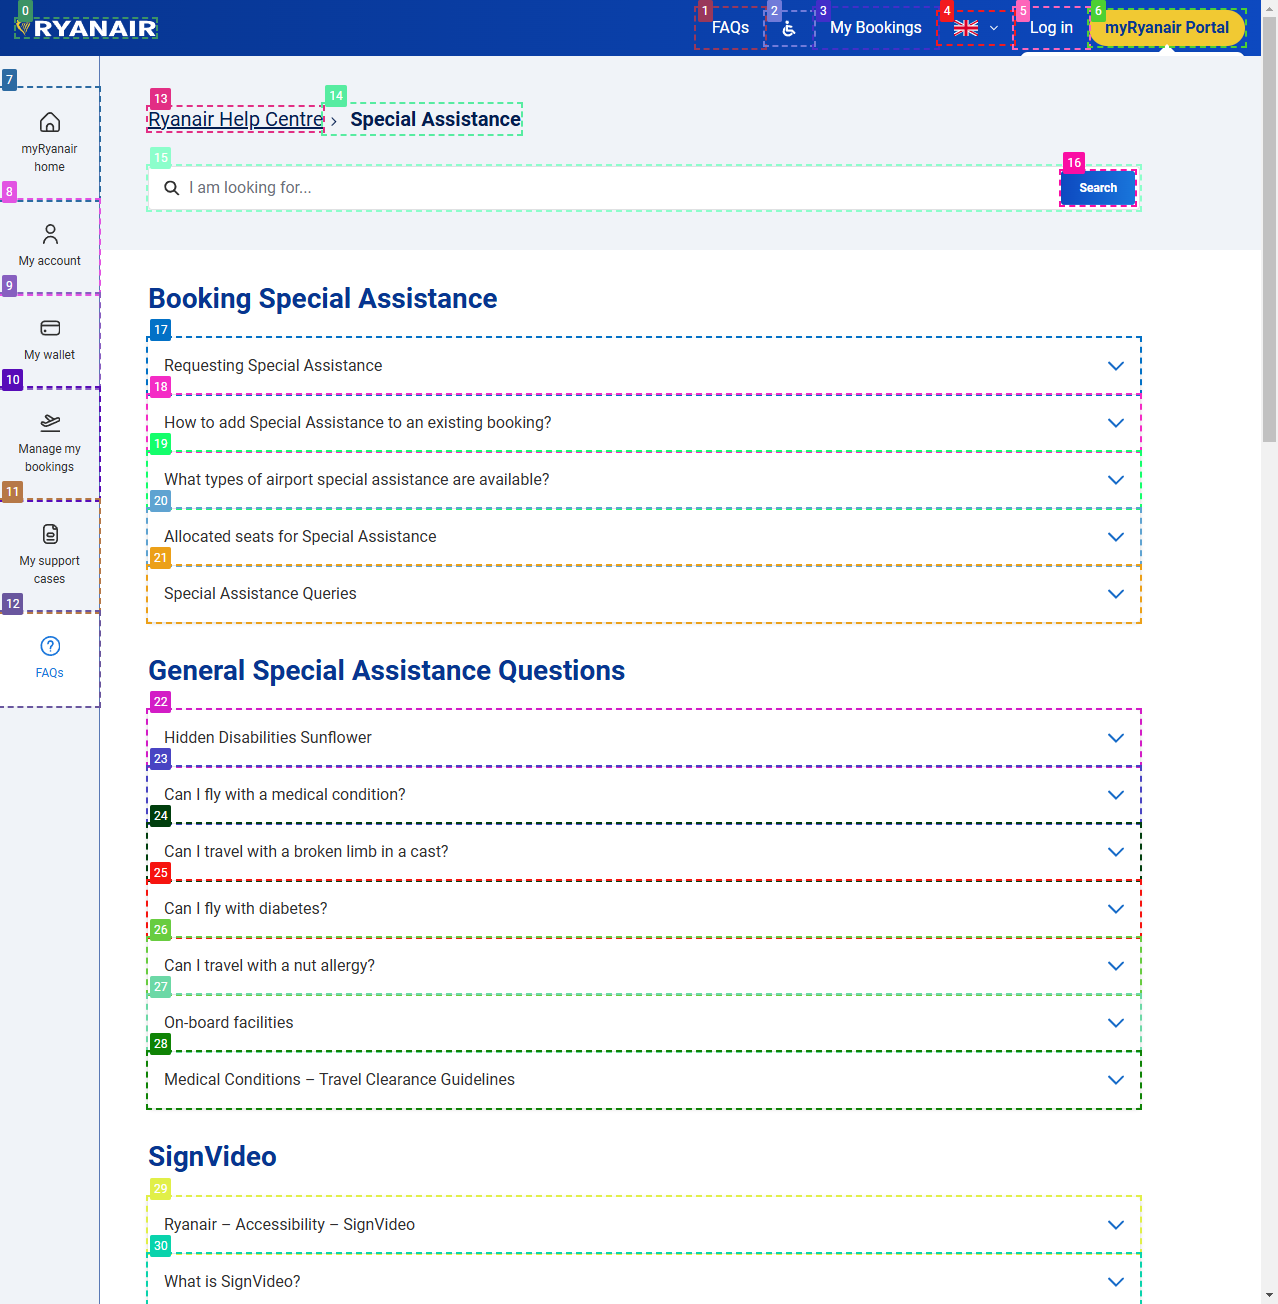 0
RYANAIR
1
FAQs
2
3
My Bookings
4
5
Log in
6
myRyanair Portal
7
myRyanair
home
8
My account
9
My wallet
10
Manage my
bookings
11
My support
cases
12
FAQs
13
Ryanair Help Centre
14
Special Assistance
15
I am looking for...
16
Search
Booking Special Assistance
17
Requesting Special Assistance
18
How to add Special Assistance to an existing booking?
19
What types of airport special assistance are available?
20
Allocated seats for Special Assistance
21
Special Assistance Queries
General Special Assistance Questions
22
Hidden Disabilities Sunflower
23
Can I fly with a medical condition?
24
Can I travel with a broken limb in a cast?
25
Can I fly with diabetes?
26
Can I travel with a nut allergy?
27
On-board facilities
28
Medical Conditions – Travel Clearance Guidelines
SignVideo
29
Ryanair – Accessibility – SignVideo
30
What is SignVideo?